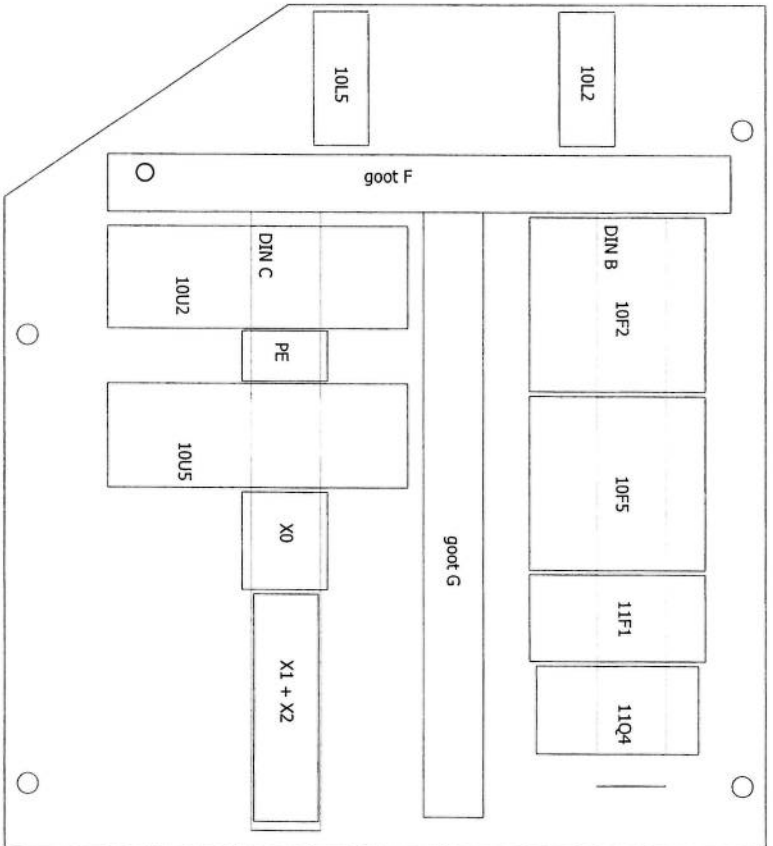 10L5
10L2
goot F
DIN C
DIN B
10U2
10F2
PE
10U5
10F5
X0
goot G
11F1
X1 + X2
11Q4